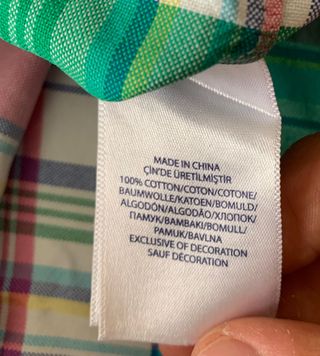 MADE IN CHINA
ÇİN'DE ÜRETİLMİŞTİR
100% COTTON/COTON/COTONE/
BAUMWOLLE/KATOEN/BOMULD/
ALGODÓN/ALGODÃO/ХЛОПОК/
ПАМУК/BAMBAKI/BOMULL/
PAMUK/BAVLNA
EXCLUSIVE OF DECORATION
SAUF DÉCORATION